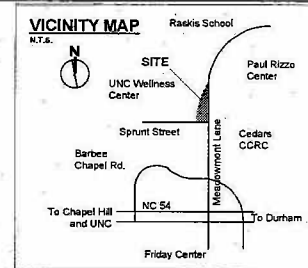 VICINITY MAP
N.T.S.
N
Raskis School
SITE
Paul Rizzo
Center
UNC Wellness
Center
Sprunt Street
Meadowmont Lane
Cedars
CCRC
Barbee
Chapel Rd.
NC 54
To Chapel Hill
and UNC
To Durham
Friday Center